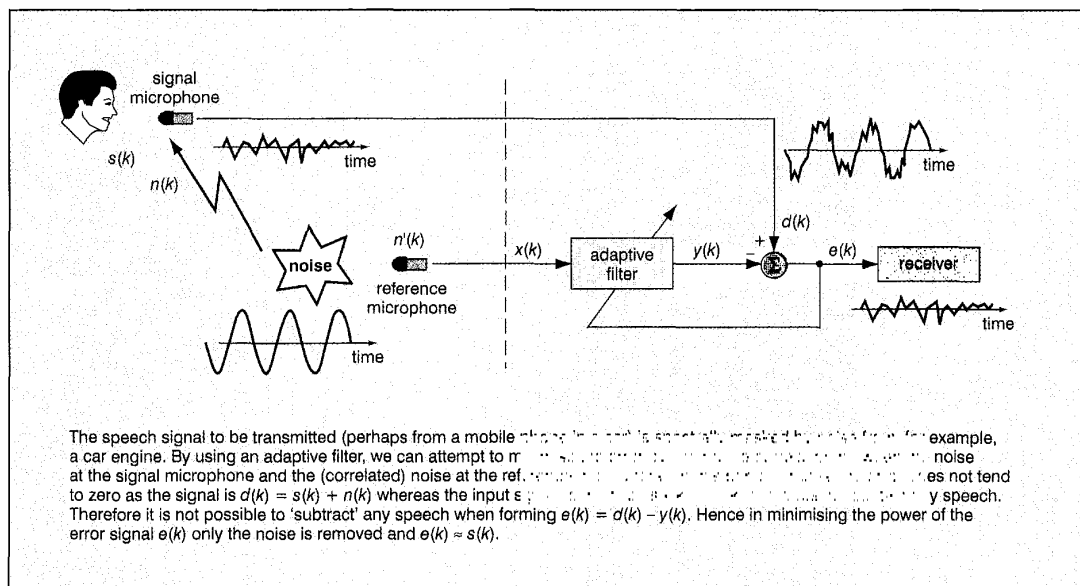 signal
microphone
s(k)
n(k)
time
time
noise
n'(k)
reference
microphone
time
x(k)
adaptive
filter
y(k)
d(k)
+
−
Σ
e(k)
receiver
time
The speech signal to be transmitted (perhaps from a mobile example,
a car engine. By using an adaptive filter, we can attempt to noise
at the signal microphone and the (correlated) noise at the not tend
to zero as the signal is d(k) = s(k) + n(k) whereas the input speech.
Therefore it is not possible to ‘subtract’ any speech when forming e(k) = d(k) – y(k). Hence in minimising the power of the
error signal e(k) only the noise is removed and e(k) ≈ s(k).